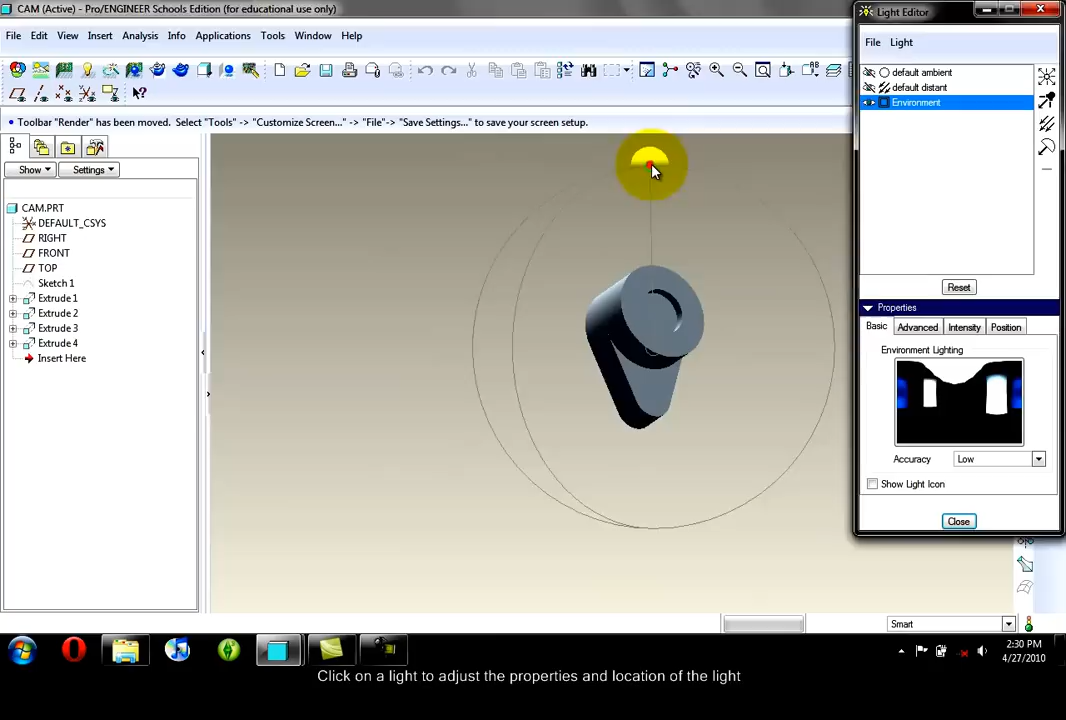 CAM (Active) - Pro/ENGINEER Schools Edition (for educational use only)
File Edit View Insert Analysis Info Applications Tools Window Help
• Toolbar "Render" has been moved. Select "Tools" -> "Customize Screen..." -> "File"-> "Save Settings..." to save your screen setup.
Show Settings
CAM.PRT
DEFAULT_CSYS
RIGHT
FRONT
TOP
Sketch 1
Extrude 1
Extrude 2
Extrude 3
Extrude 4
Insert Here
Light Editor
File Light
default ambient
default distant
Environment
Reset
Properties
Basic Advanced Intensity Position
Environment Lighting
Accuracy Low
Show Light Icon
Close
Smart
2:30 PM
4/27/2010
Click on a light to adjust the properties and location of the light